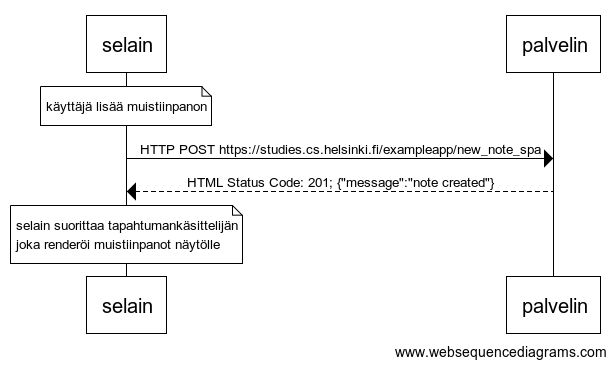 selain
palvelin
käyttäjä lisää muistiinpanon
HTTP POST https://studies.cs.helsinki.fi/exampleapp/new_note_spa
HTML Status Code: 201; {"message":"note created"}
selain suorittaa tapahtumankäsittelijän
joka renderöi muistiinpanot näytölle
selain
palvelin
www.websequencediagrams.com